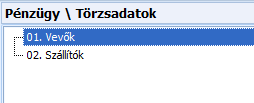 Pénzügy \ Törzsadatok
01. Vevők
02. Szállítók